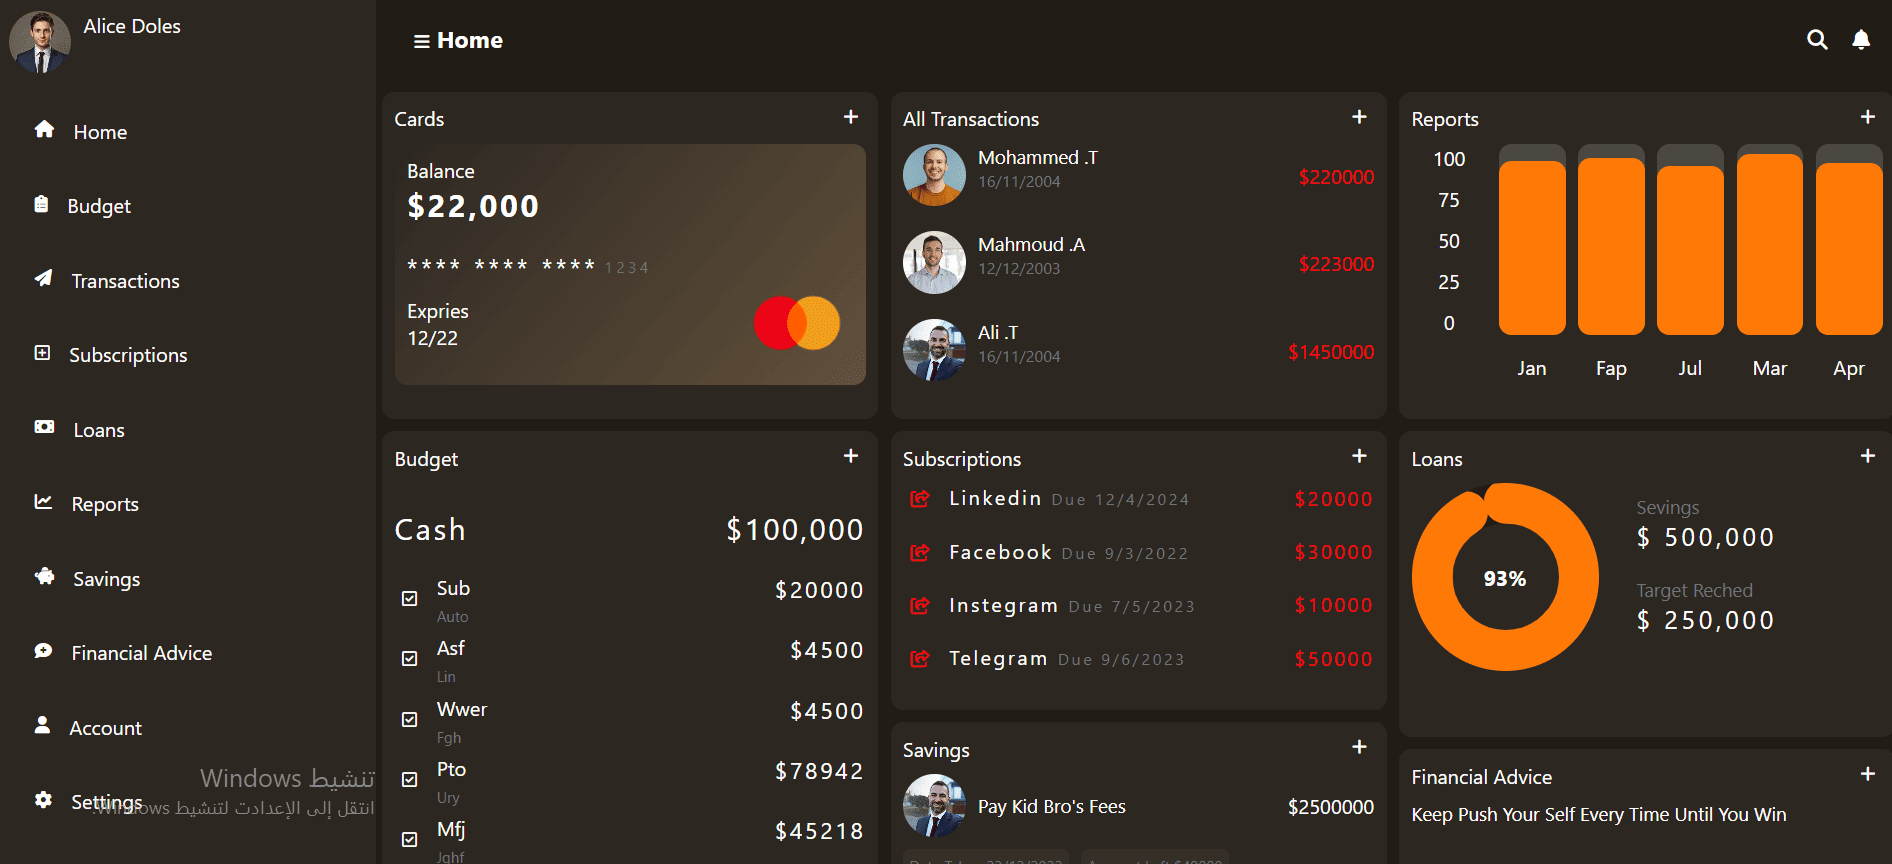 Alice Doles
Home
Budget
Transactions
Subscriptions
Loans
Reports
Savings
Financial Advice
Account
Settings
تنشيط Windows
انتقل إلى الإعدادت لتنشيط Windows.
Home
Cards
Balance
$22,000
**** **** **** 1234
Expries
12/22
All Transactions
Mohammed .T
16/11/2004
$220000
Mahmoud .A
12/12/2003
$223000
Ali .T
16/11/2004
$1450000
Reports
100
75
50
25
0
Jan Fap Jul Mar Apr
Budget
Cash $100,000
Sub $20000
Auto
Asf $4500
Lin
Wwer $4500
Fgh
Pto $78942
Ury
Mfj $45218
Jghf
Subscriptions
Linkedin Due 12/4/2024 $20000
Facebook Due 9/3/2022 $30000
Instegram Due 7/5/2023 $10000
Telegram Due 9/6/2023 $50000
Savings
Pay Kid Bro's Fees $2500000
Loans
93%
Sevings
$ 500,000
Target Reched
$ 250,000
Financial Advice
Keep Push Your Self Every Time Until You Win